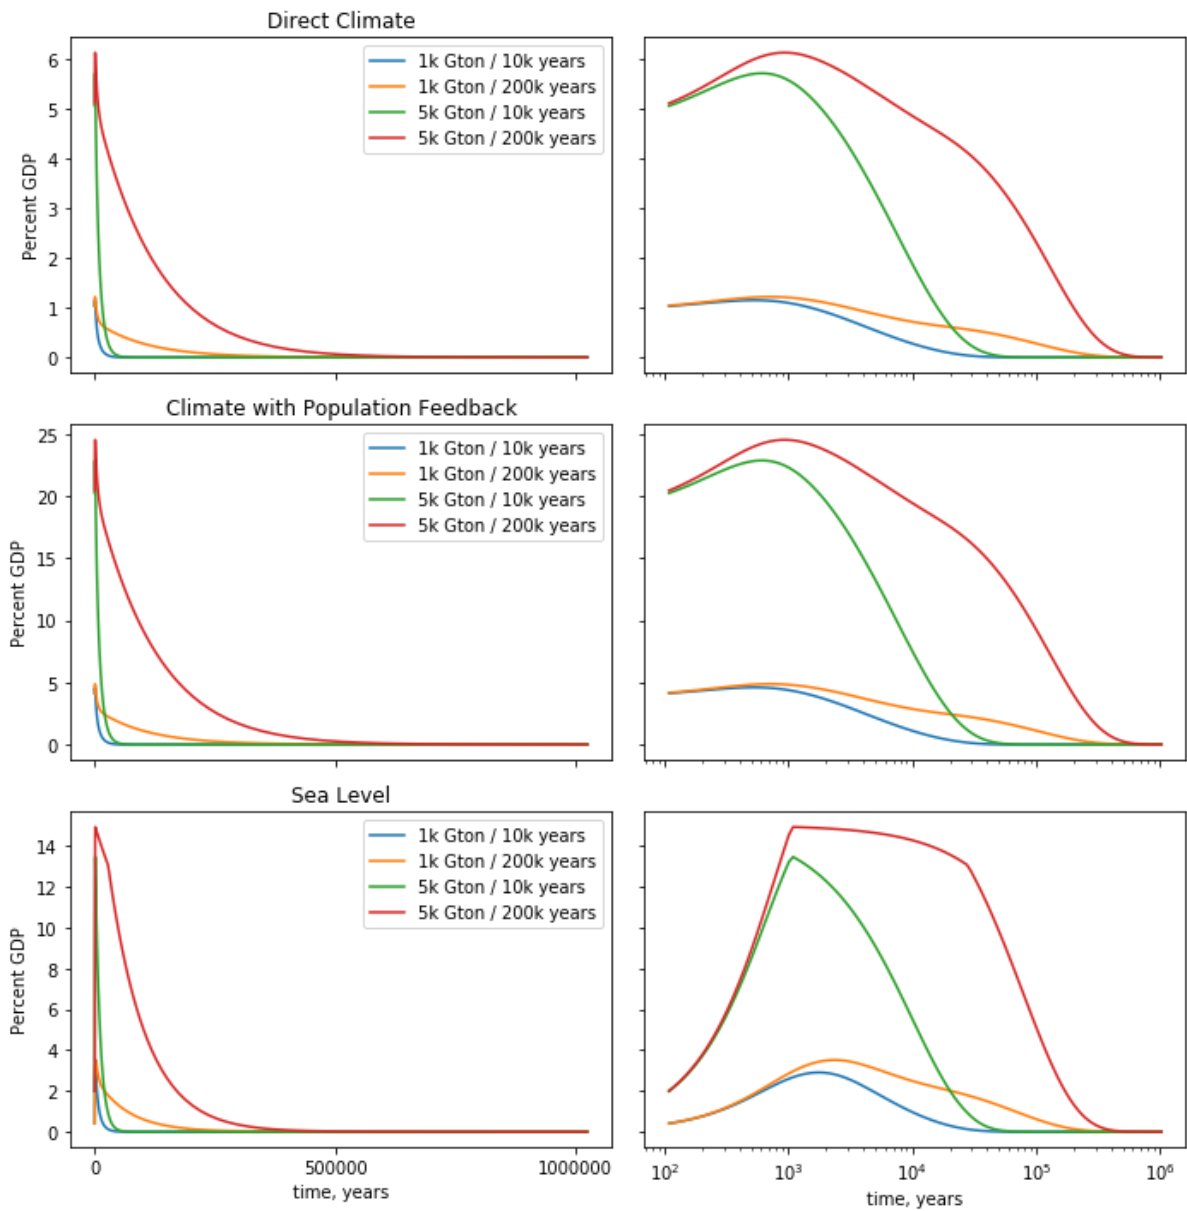 Direct Climate
Percent GDP
6
5
4
3
2
1
0
1k Gton / 10k years
1k Gton / 200k years
5k Gton / 10k years
5k Gton / 200k years
Climate with Population Feedback
Percent GDP
25
20
15
10
5
0
1k Gton / 10k years
1k Gton / 200k years
5k Gton / 10k years
5k Gton / 200k years
Sea Level
Percent GDP
14
12
10
8
6
4
2
0
1k Gton / 10k years
1k Gton / 200k years
5k Gton / 10k years
5k Gton / 200k years
0 500000 1000000
time, years
10² 10³ 10⁴ 10⁵ 10⁶
time, years